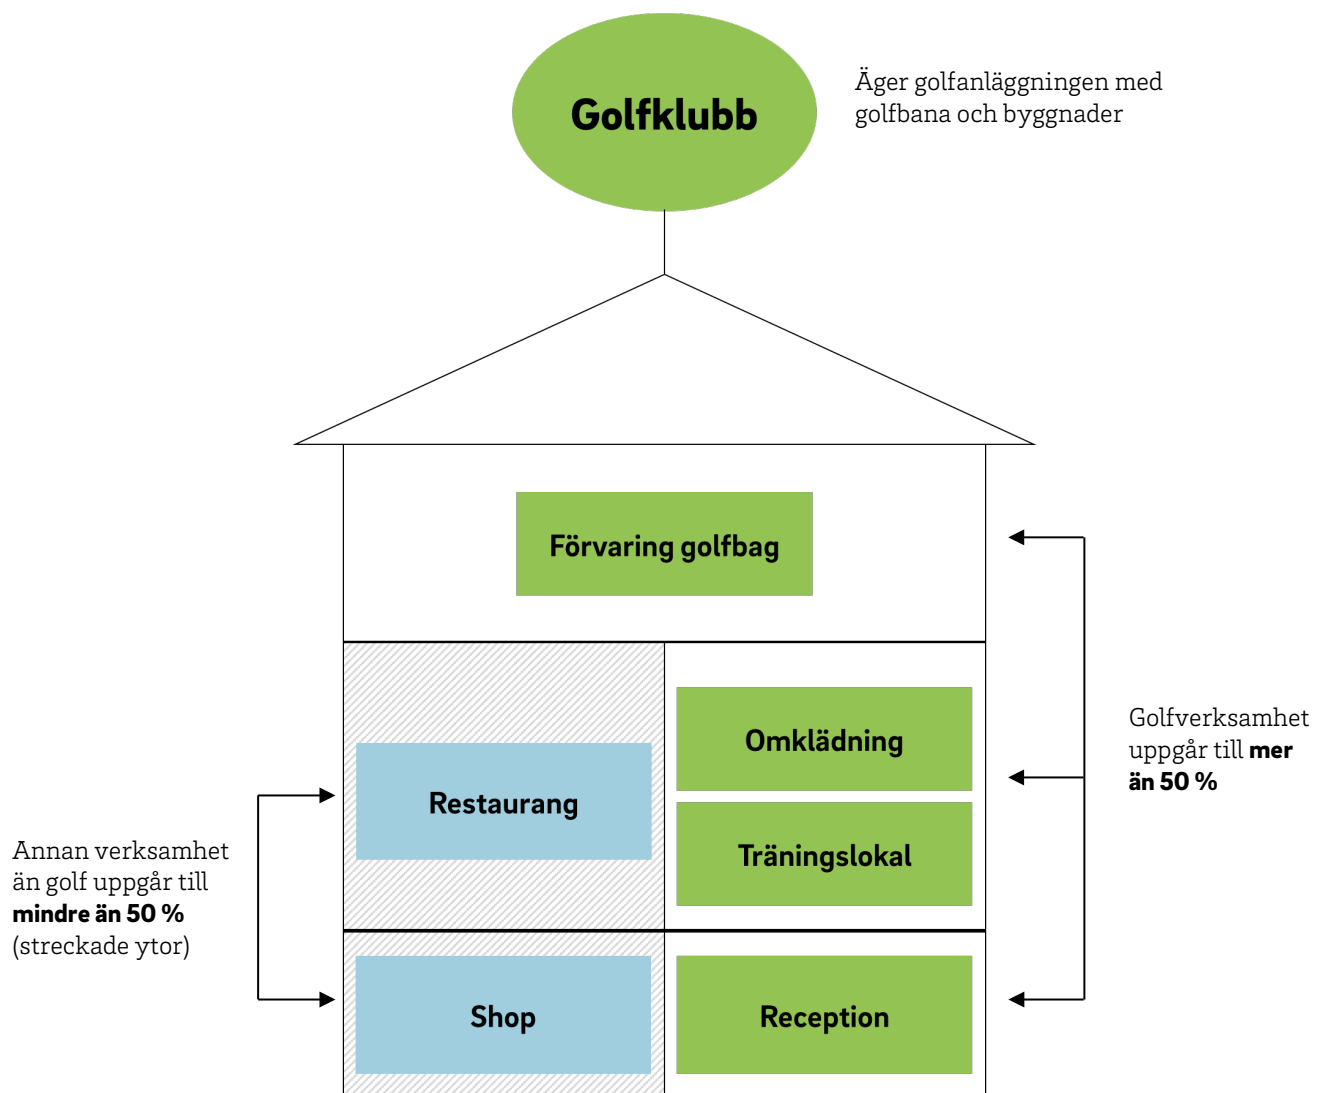 Golfklubb
Äger golfanläggningen med
golfbana och byggnader
Förvaring golfbag
Restaurang
Omklädning
Träningslokal
Golfverksamhet
uppgår till mer
än 50 %
Annan verksamhet
än golf uppgår till
mindre än 50 %
(streckade ytor)
Shop
Reception